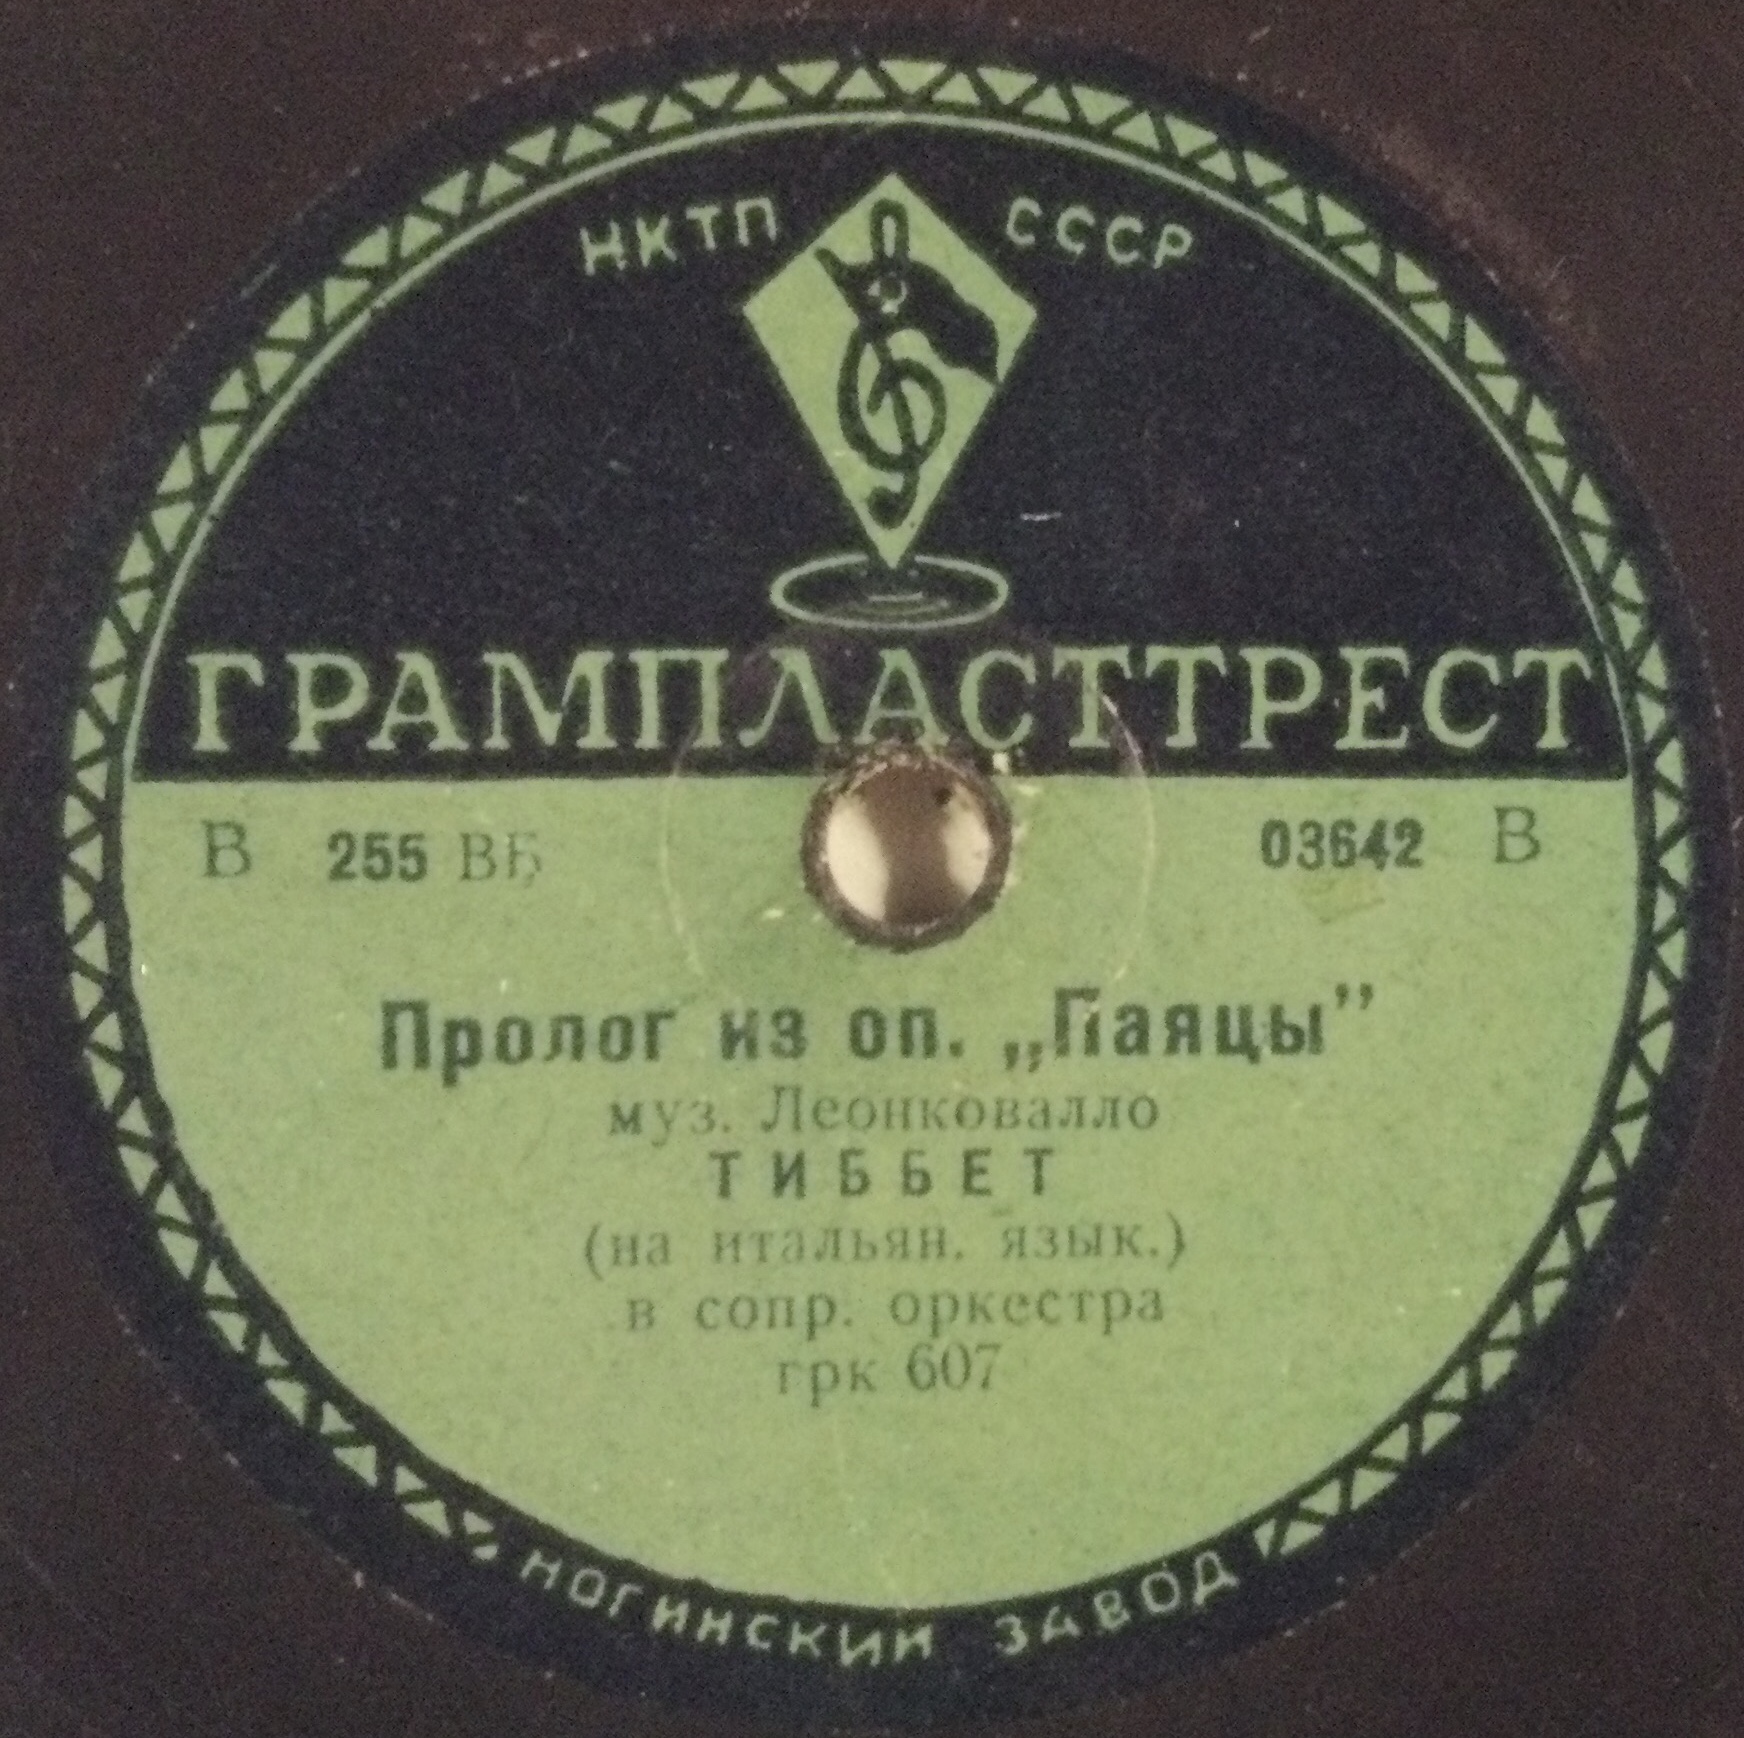 НКТП СССР
ГРАМПЛАСТТРЕСТ
В 255 ВБ 03642 В
Пролог из оп. „Паяцы”
муз. Леонковалло
ТИББЕТ
(на итальян. язык.)
в сопр. оркестра
грк 607
НОГИНСКИЙ ЗАВОД